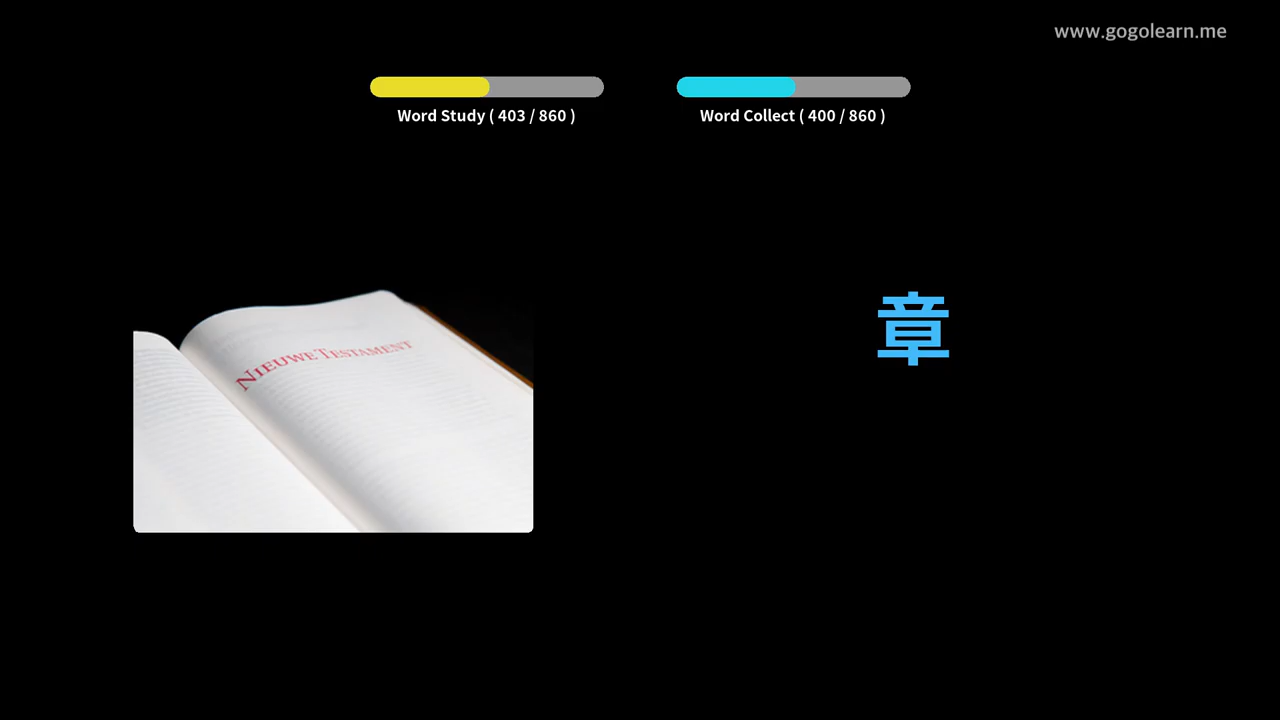 www.gogolearn.me
Word Study ( 403 / 860 )
Word Collect ( 400 / 860 )
章
NIEUWE TESTAMENT